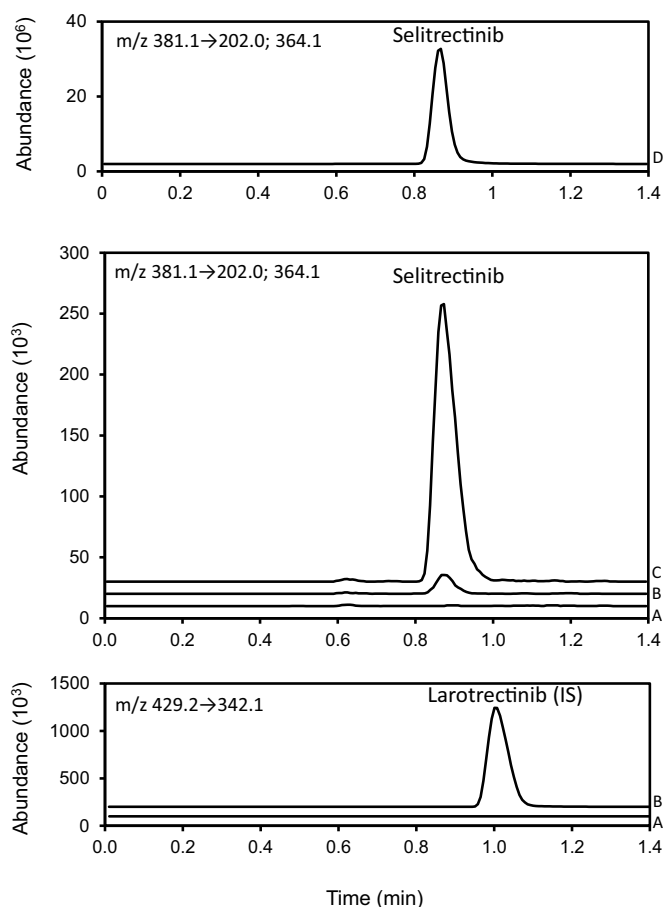 Abundance (10⁶)
40
20
0
m/z 381.1→202.0; 364.1
Selitrectinib
D
0 0.2 0.4 0.6 0.8 1 1.2 1.4
Abundance (10³)
300
250
200
150
100
50
0
m/z 381.1→202.0; 364.1
Selitrectinib
C
B
A
0.0 0.2 0.4 0.6 0.8 1.0 1.2 1.4
Abundance (10³)
1500
1000
500
0
m/z 429.2→342.1
Larotrectinib (IS)
B
A
0.0 0.2 0.4 0.6 0.8 1.0 1.2 1.4
Time (min)